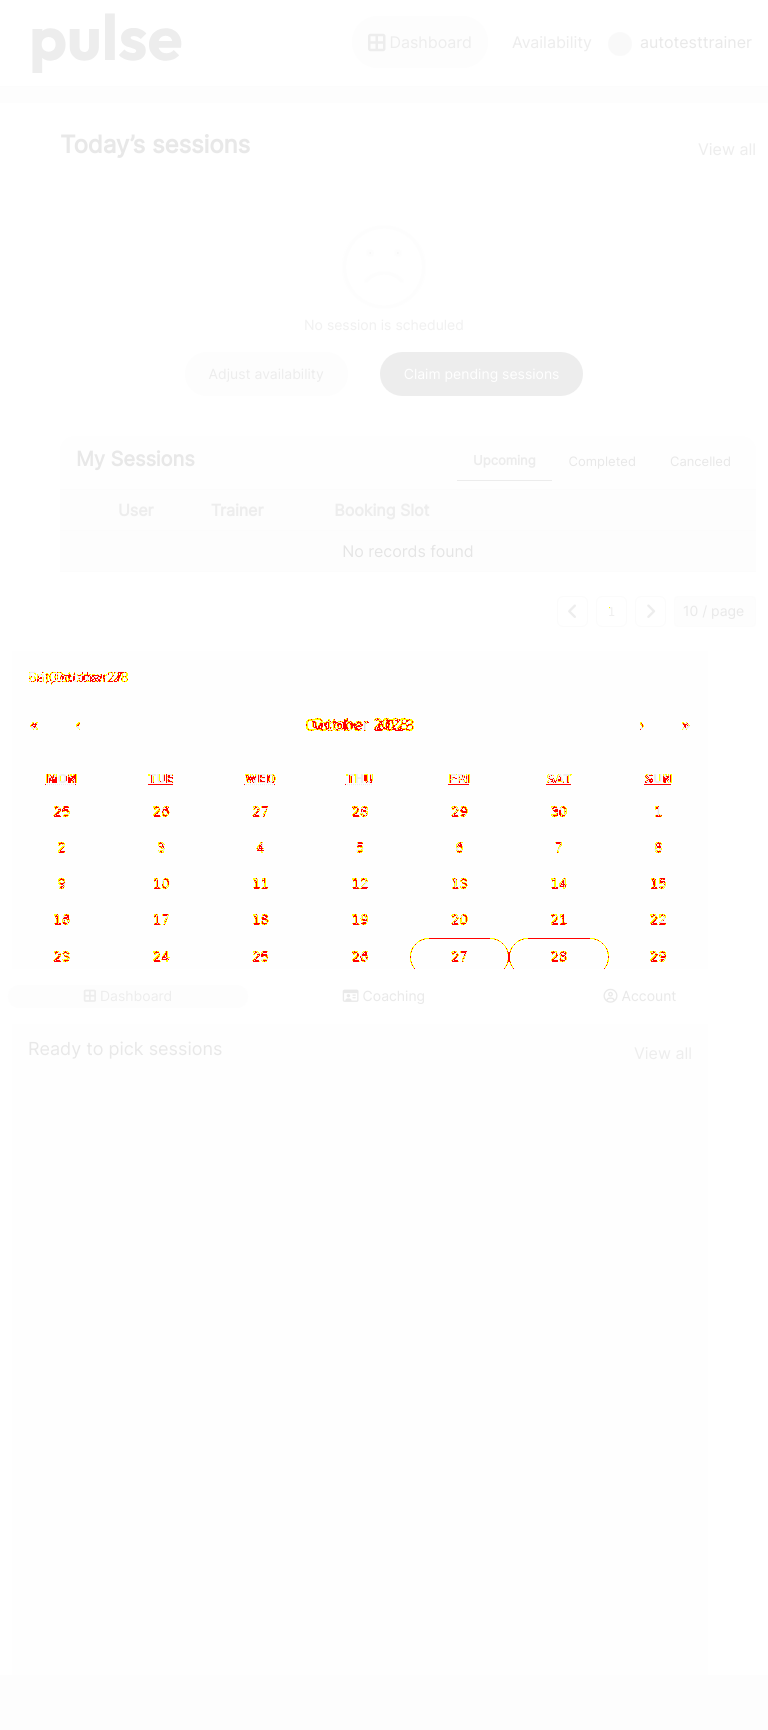 pulse
Dashboard Availability autotesttrainer
Today’s sessions View all
No session is scheduled
Adjust availability Claim pending sessions
My Sessions Upcoming Completed Cancelled
User Trainer Booking Slot
No records found
1 10 / page
October
MON TUE WED THU FRI SAT SUN
25 26 27 28 29 30 1
2 3 4 5 6 7 8
9 10 11 12 13 14 15
16 17 18 19 20 21 22
23 24 25 26 27 28 29
Dashboard Coaching Account
Ready to pick sessions View all